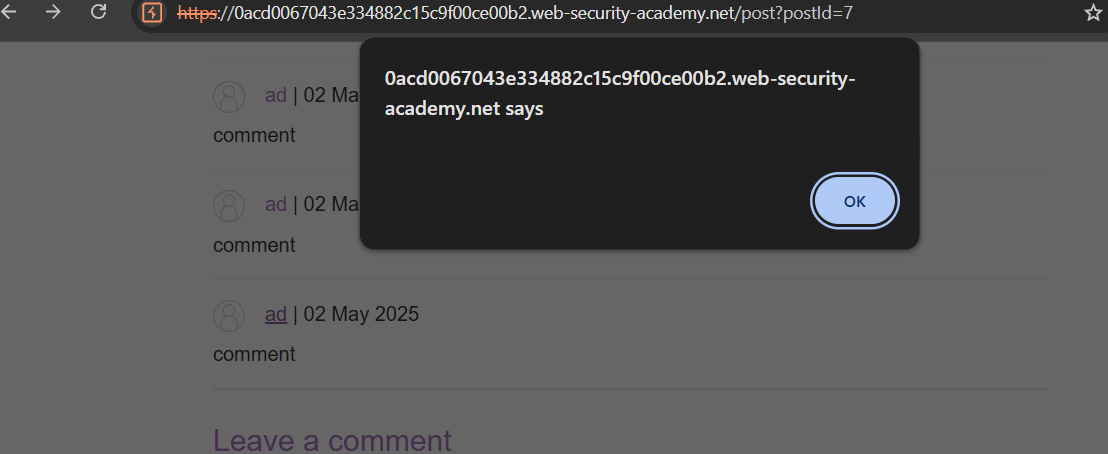 https://0acd0067043e334882c15c9f00ce00b2.web-security-academy.net/post?postId=7
0acd0067043e334882c15c9f00ce00b2.web-security-
academy.net says
OK
ad | 02 Ma
comment
ad | 02 Ma
comment
ad | 02 May 2025
comment
Leave a comment